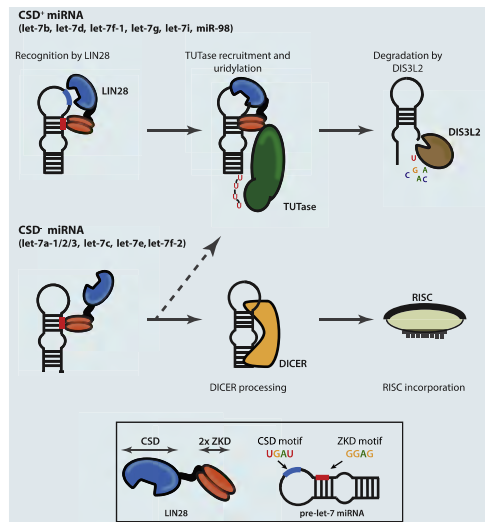 CSD⁺ miRNA
(let-7b, let-7d, let-7f-1, let-7g, let-7i, miR-98)
Recognition by LIN28
TUTase recruitment and
uridylation
Degradation by
DIS3L2
LIN28
DIS3L2
U
U
U
U
U
G
A
C
A
C
TUTase
CSD⁻ miRNA
(let-7a-1/2/3, let-7c, let-7e, let-7f-2)
RISC
DICER
DICER processing
RISC incorporation
CSD
2x ZKD
CSD motif
UGAU
ZKD motif
GGAG
LIN28
pre-let-7 miRNA